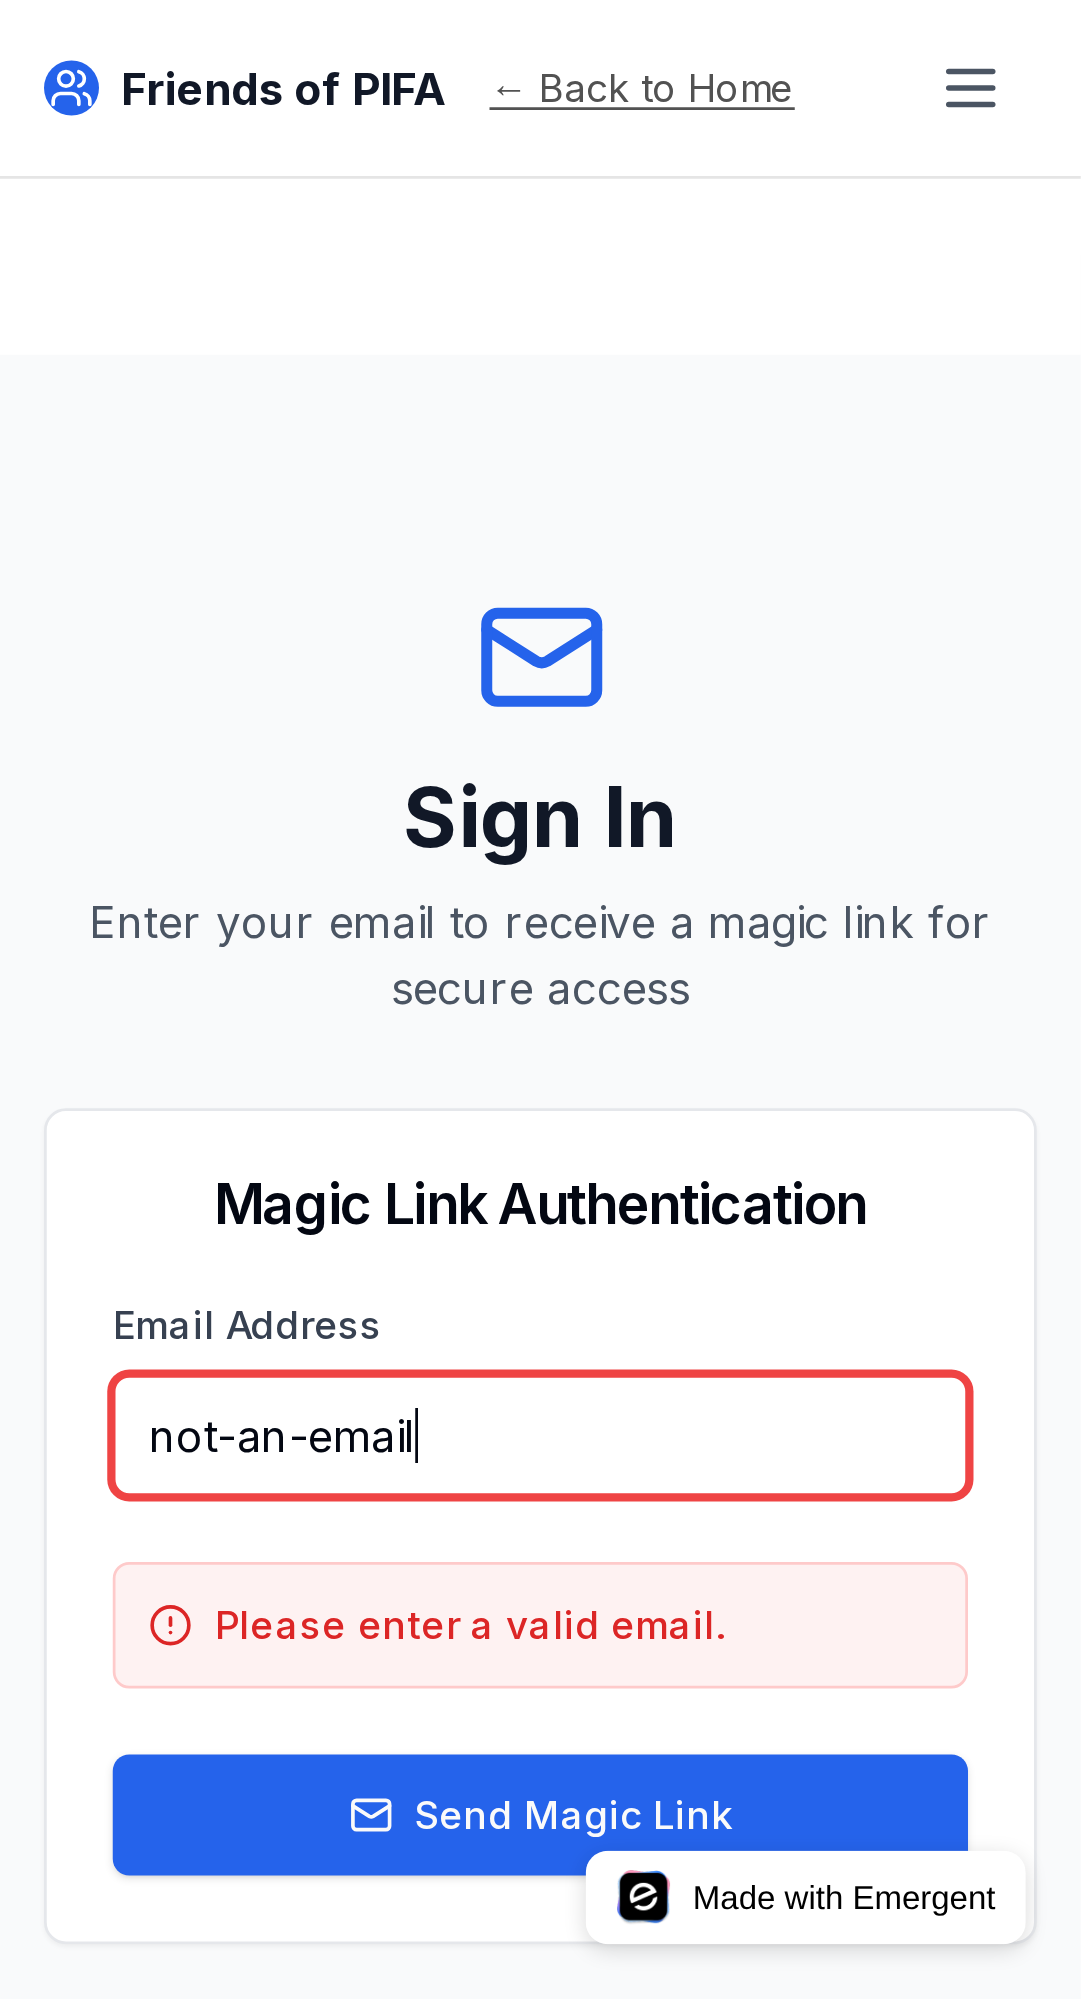 Friends of PIFA
← Back to Home
Sign In
Enter your email to receive a magic link for
secure access
Magic Link Authentication
Email Address
not-an-email
Please enter a valid email.
Send Magic Link
Made with Emergent